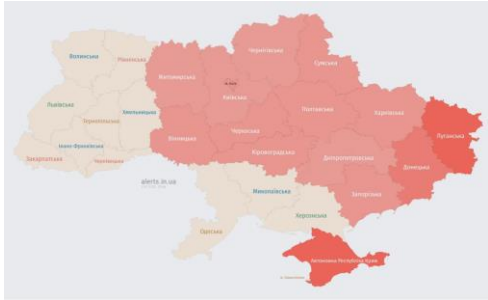 Волинська
Рівненська
Житомирська
Чернігівська
Сумська
Київська
Львівська
Тернопільська
Хмельницька
Полтавська
Харківська
Луганська
Івано-Франківська
Закарпатська
Чернівецька
Вінницька
Черкаська
Кіровоградська
Дніпропетровська
Донецька
alerts.in.ua
Миколаївська
Запорізька
Херсонська
Одеська
Автономна Республіка Крим